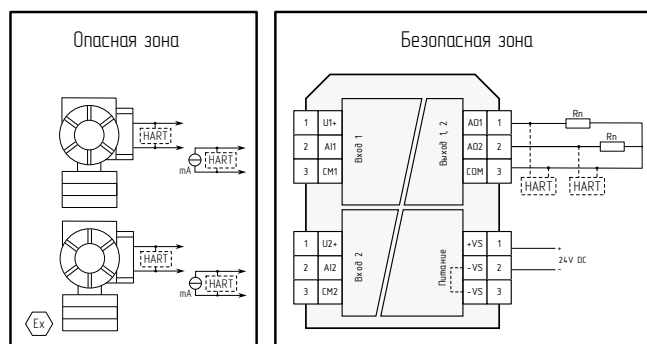 Опасная зона
HART
HART
mA
HART
HART
mA
Ex
Безопасная зона
1 U1+
2 AI1
3 CM1
Вход 1
Выход 1, 2
AO1 1
AO2 2
COM 3
Rн
Rн
HART
HART
1 U2+
2 AI2
3 CM2
Вход 2
Питание
+VS 1
-VS 2
-VS 3
+
24V DC
-